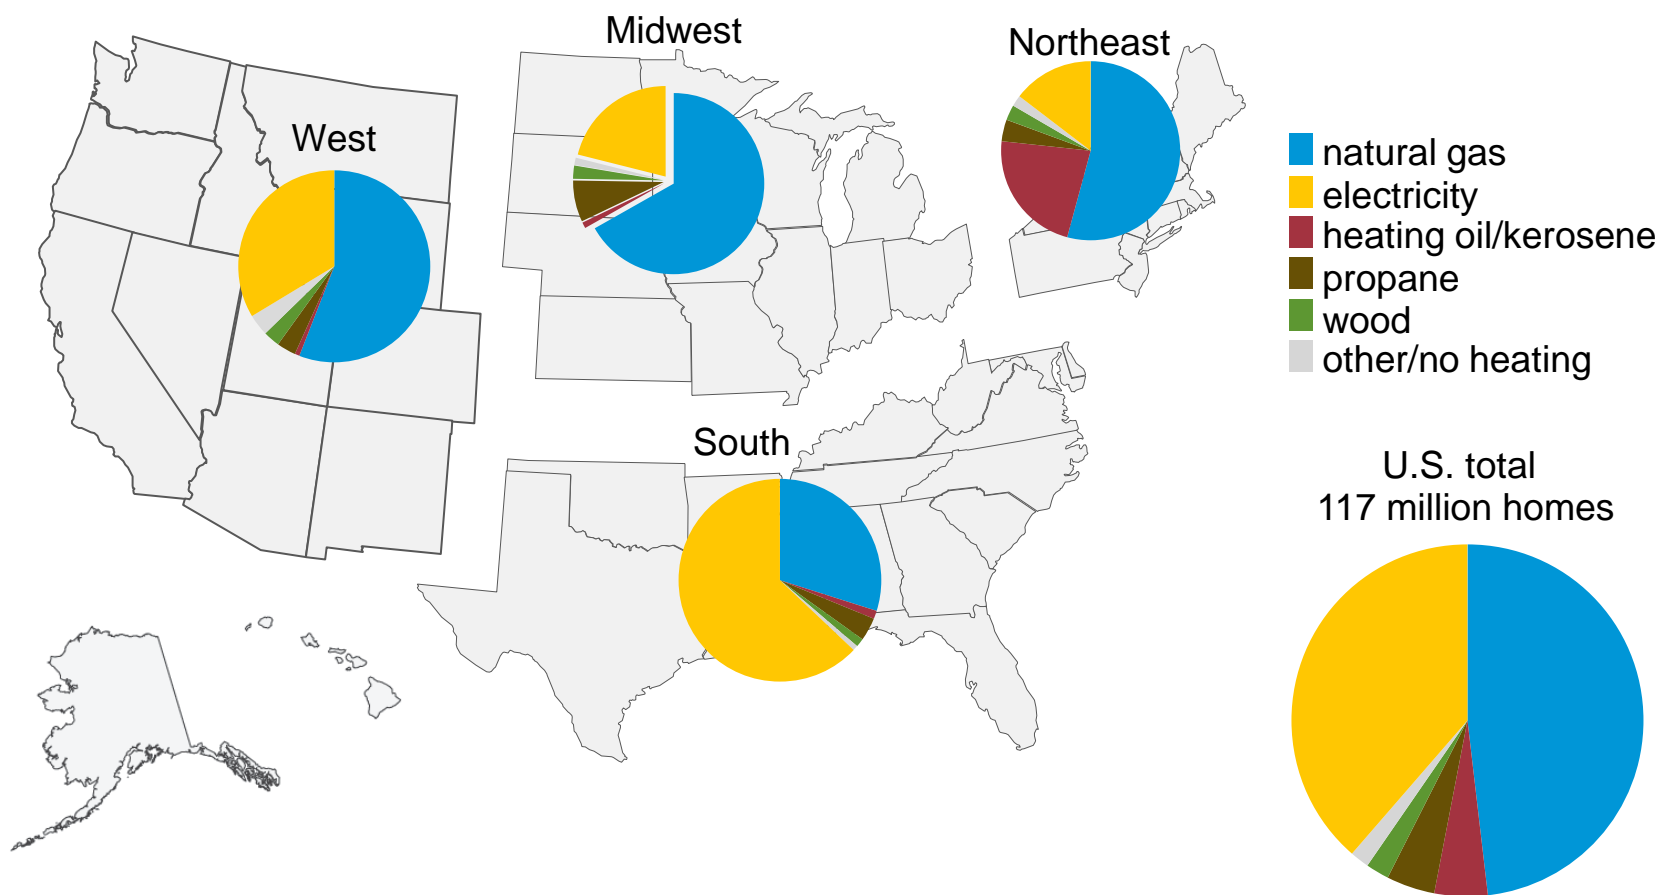 Midwest
Northeast
West
natural gas
electricity
heating oil/kerosene
propane
wood
other/no heating
South
U.S. total
117 million homes